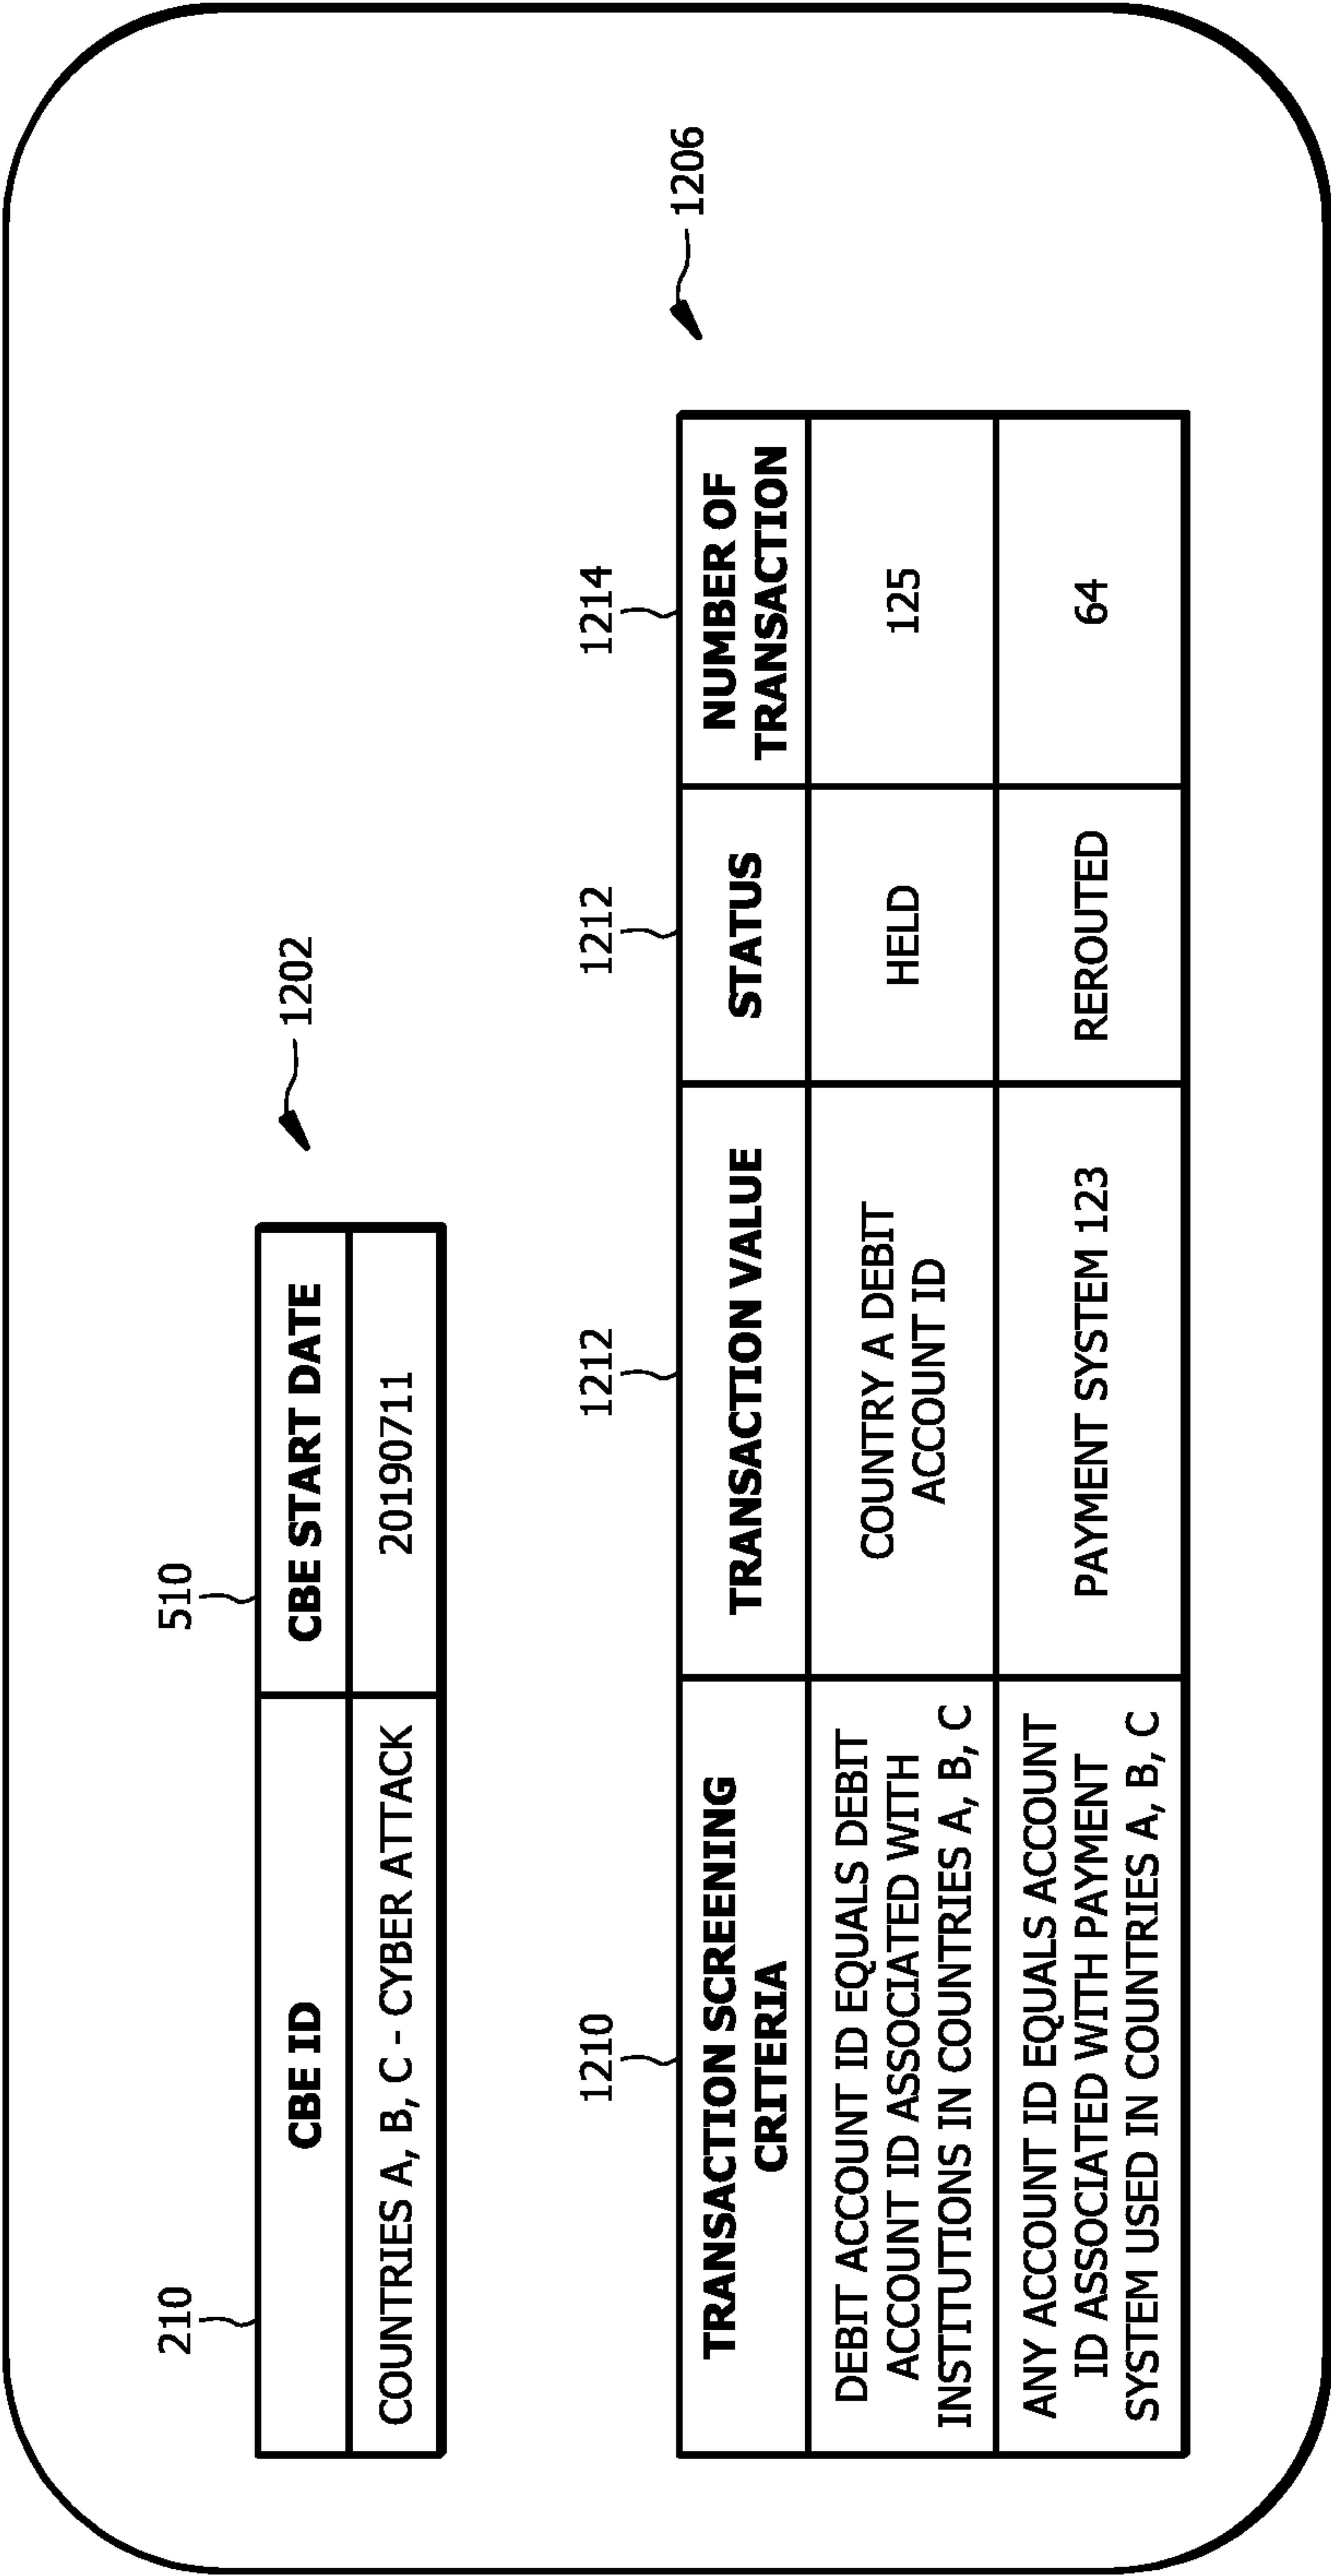 210
510
CBE ID
CBE START DATE
1202
COUNTRIES A, B, C - CYBER ATTACK
20190711
1210
1212
1212
1214
1206
TRANSACTION SCREENING
CRITERIA
TRANSACTION VALUE
STATUS
NUMBER OF
TRANSACTION
DEBIT ACCOUNT ID EQUALS DEBIT
ACCOUNT ID ASSOCIATED WITH
INSTITUTIONS IN COUNTRIES A, B, C
COUNTRY A DEBIT
ACCOUNT ID
HELD
125
ANY ACCOUNT ID EQUALS ACCOUNT
ID ASSOCIATED WITH PAYMENT
SYSTEM USED IN COUNTRIES A, B, C
PAYMENT SYSTEM 123
REROUTED
64